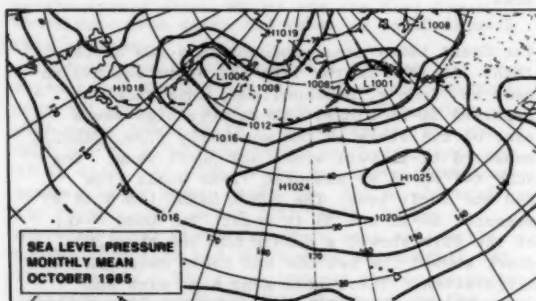 L1008
H1019
L1006
L1008
1008
L1001
H1018
1012
1016
H1024
H1025
1016
1020
SEA LEVEL PRESSURE
MONTHLY MEAN
OCTOBER 1985